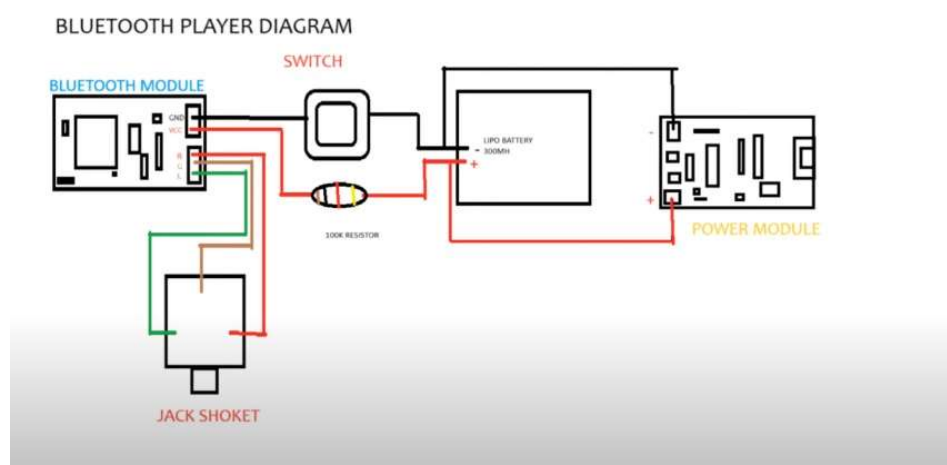 BLUETOOTH PLAYER DIAGRAM
SWITCH
BLUETOOTH MODULE
GND
VCC
R
G
L
LIPO BATTERY
- 300MH
+
-
+
100K RESISTOR
POWER MODULE
JACK SHOKET